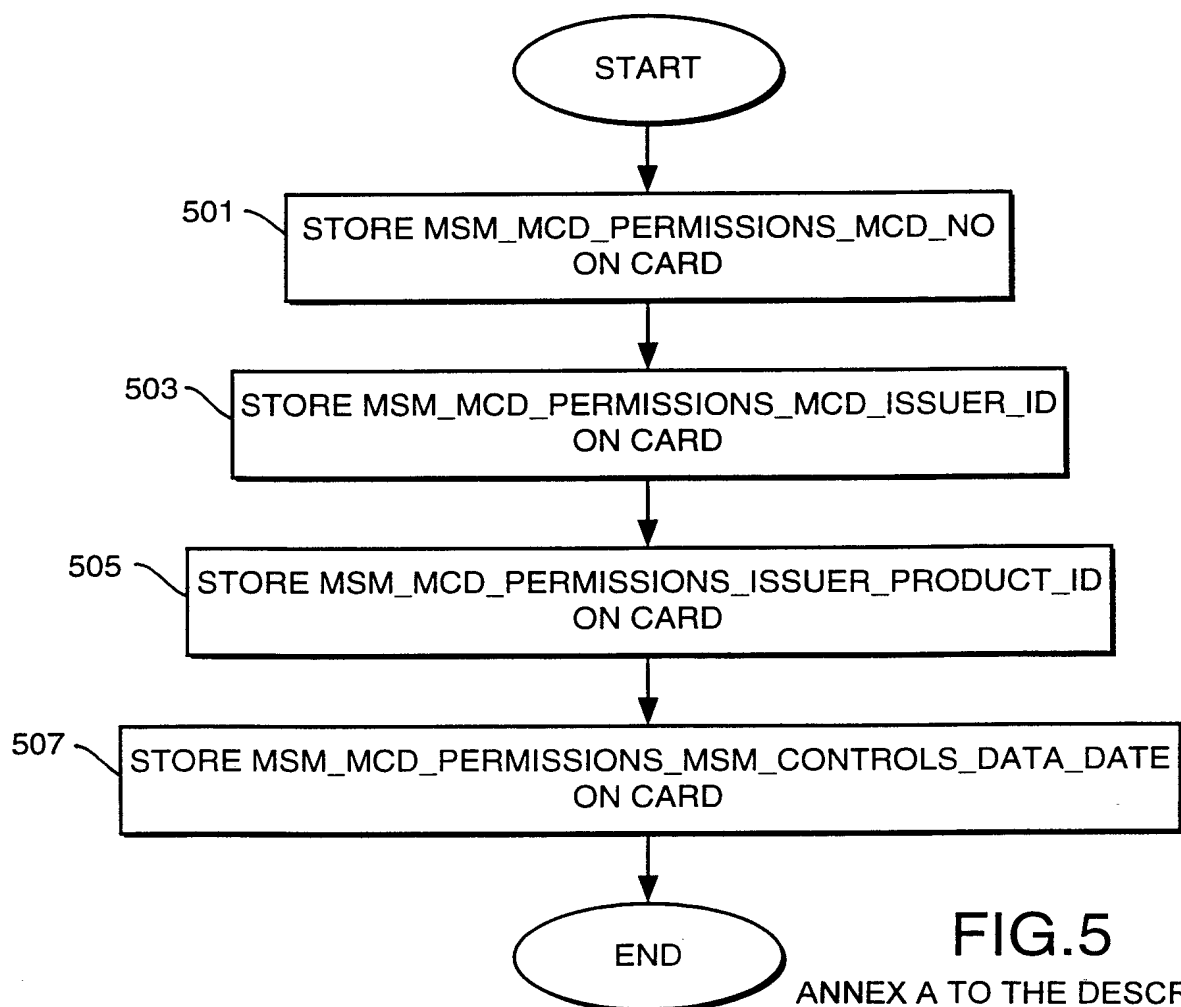 START
501
STORE MSM_MCD_PERMISSIONS_MCD_NO
ON CARD
503
STORE MSM_MCD_PERMISSIONS_MCD_ISSUER_ID
ON CARD
505
STORE MSM_MCD_PERMISSIONS_ISSUER_PRODUCT_ID
ON CARD
507
STORE MSM_MCD_PERMISSIONS_MSM_CONTROLS_DATA_DATE
ON CARD
END
FIG.5
ANNEX A TO THE DESCR